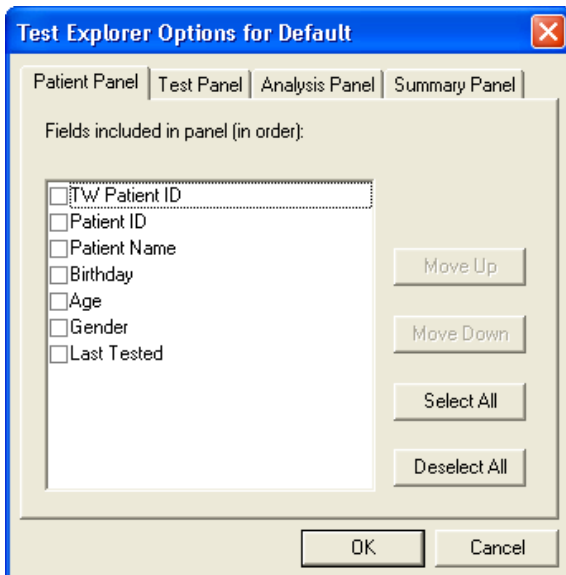 Test Explorer Options for Default
Patient Panel Test Panel Analysis Panel Summary Panel
Fields included in panel (in order):
TW Patient ID
Patient ID
Patient Name
Birthday
Age
Gender
Last Tested
Move Up
Move Down
Select All
Deselect All
OK Cancel